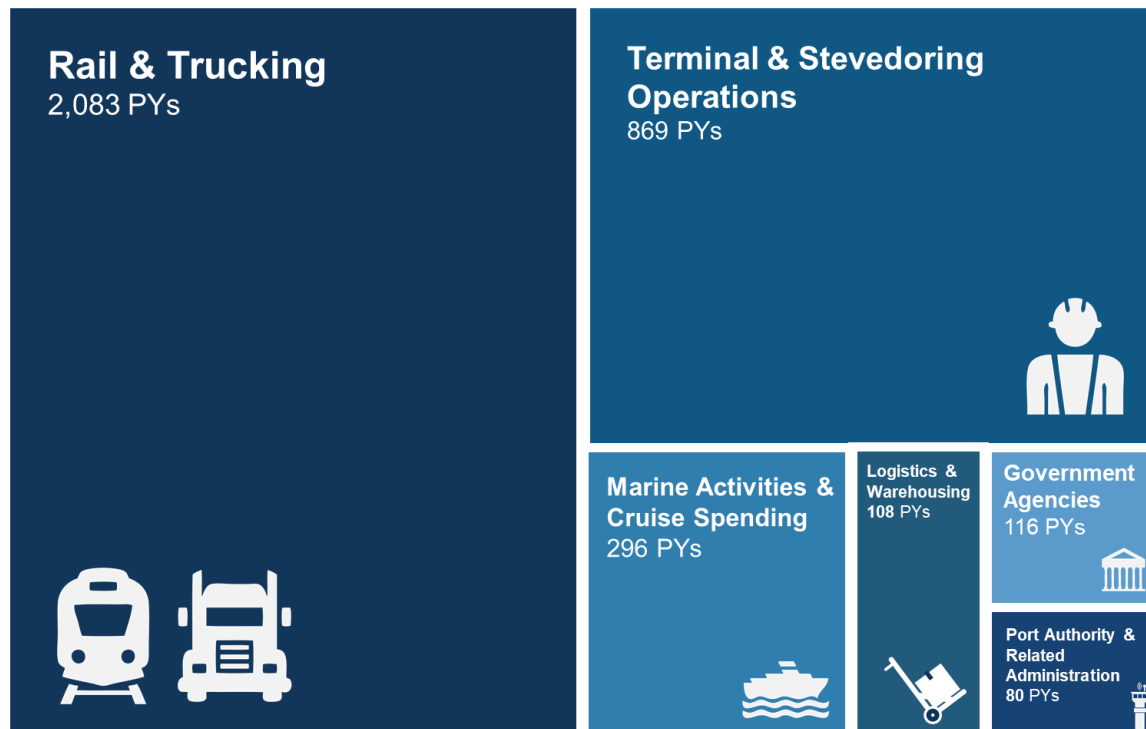 Rail & Trucking
2,083 PYs
Terminal & Stevedoring
Operations
869 PYs
Marine Activities &
Cruise Spending
296 PYs
Logistics &
Warehousing
108 PYs
Government
Agencies
116 PYs
Port Authority &
Related
Administration
80 PYs